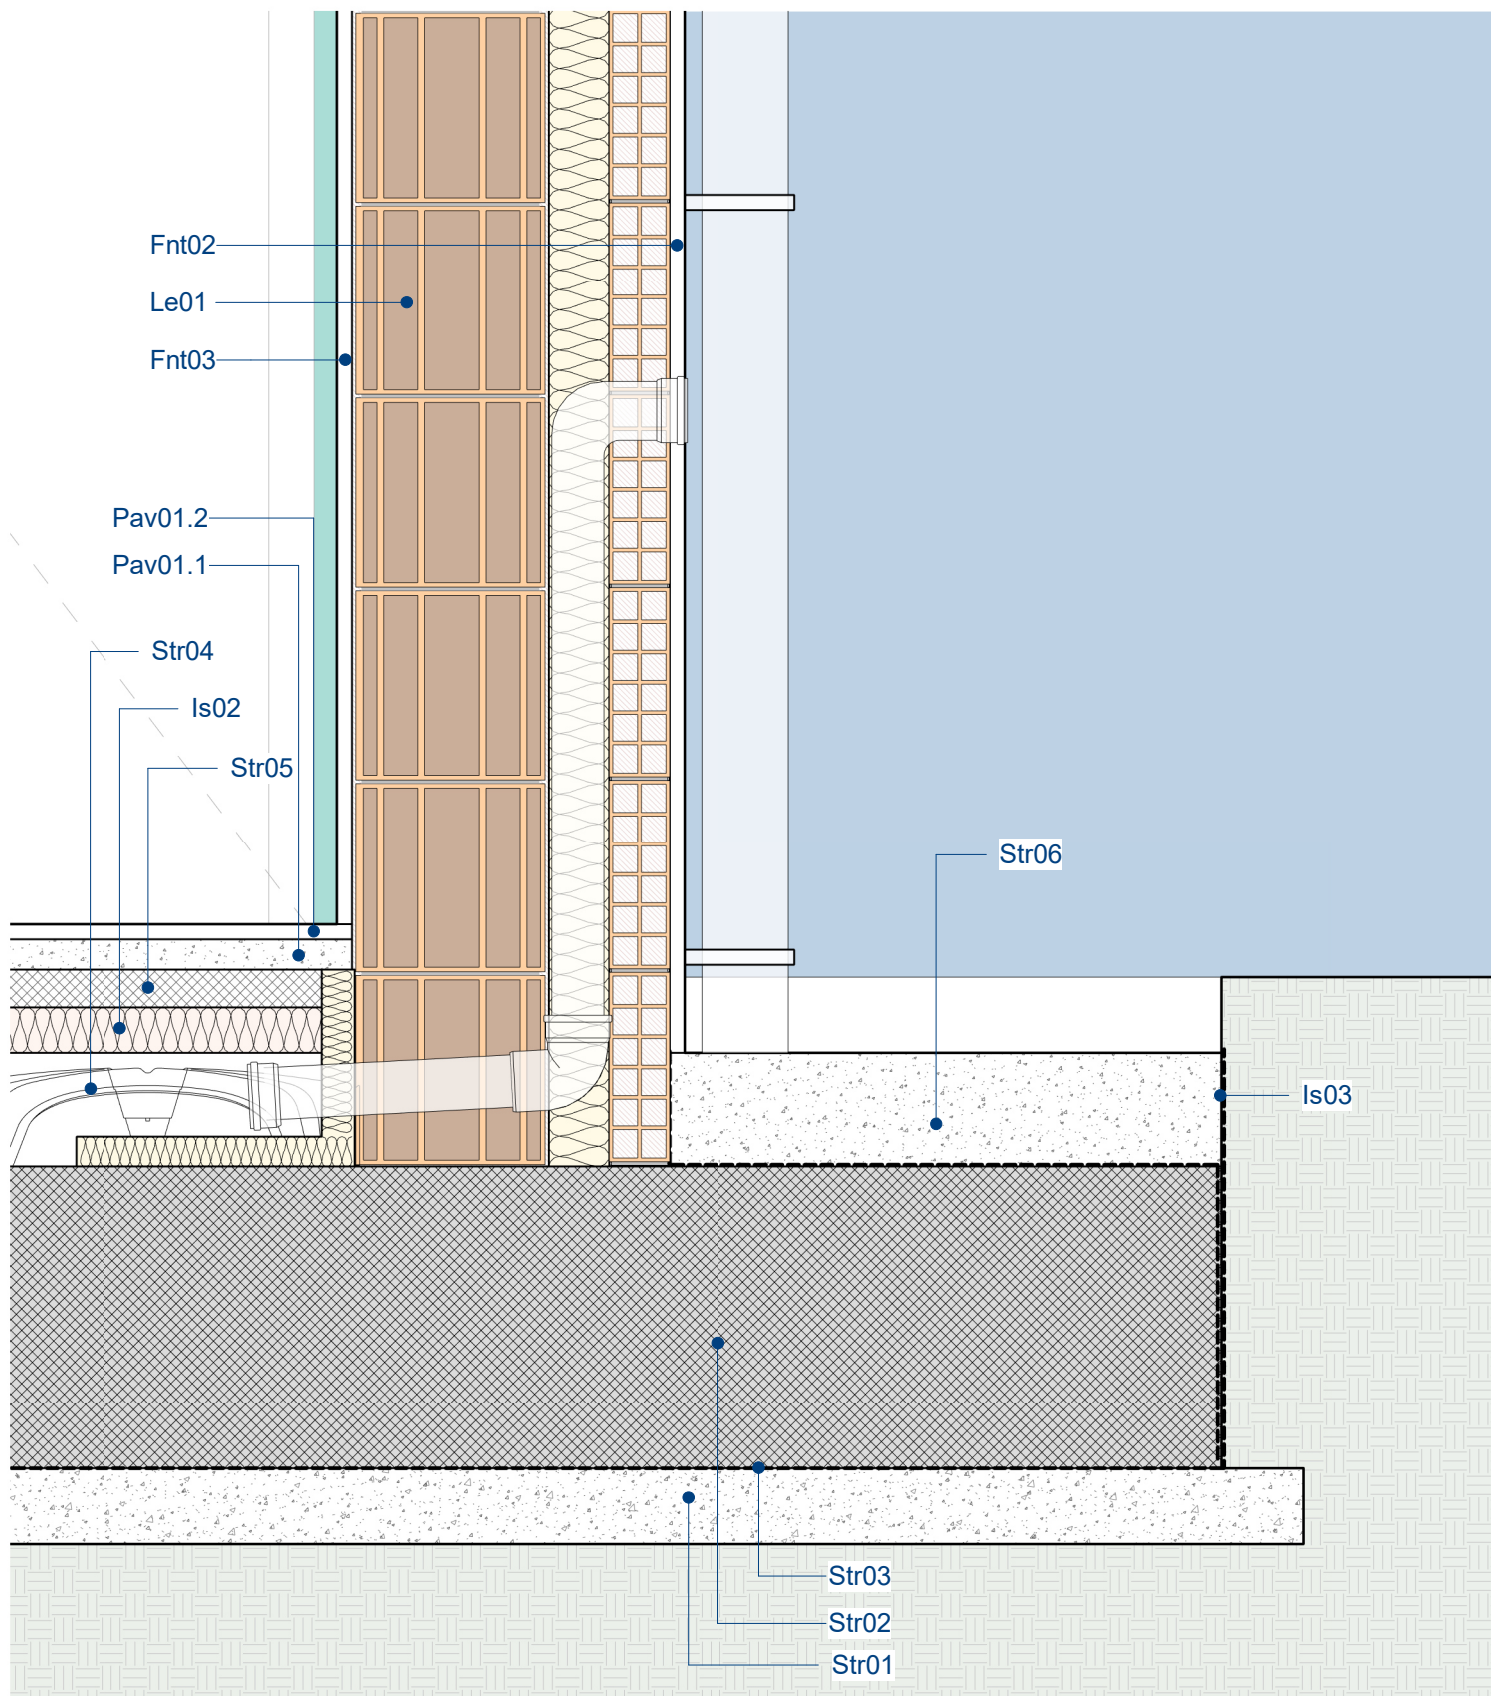 Fnt02
Le01
Fnt03
Pav01.2
Pav01.1
Str04
Is02
Str05
Str06
Is03
Str03
Str02
Str01